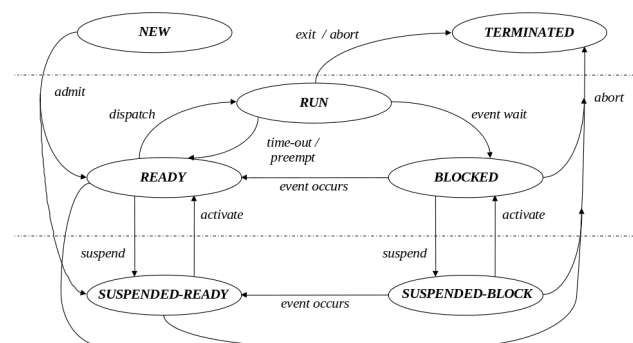 NEW
exit / abort
TERMINATED
admit
RUN
abort
dispatch
event wait
time-out /
preempt
READY
event occurs
BLOCKED
suspend
activate
suspend
activate
SUSPENDED-READY
event occurs
SUSPENDED-BLOCK